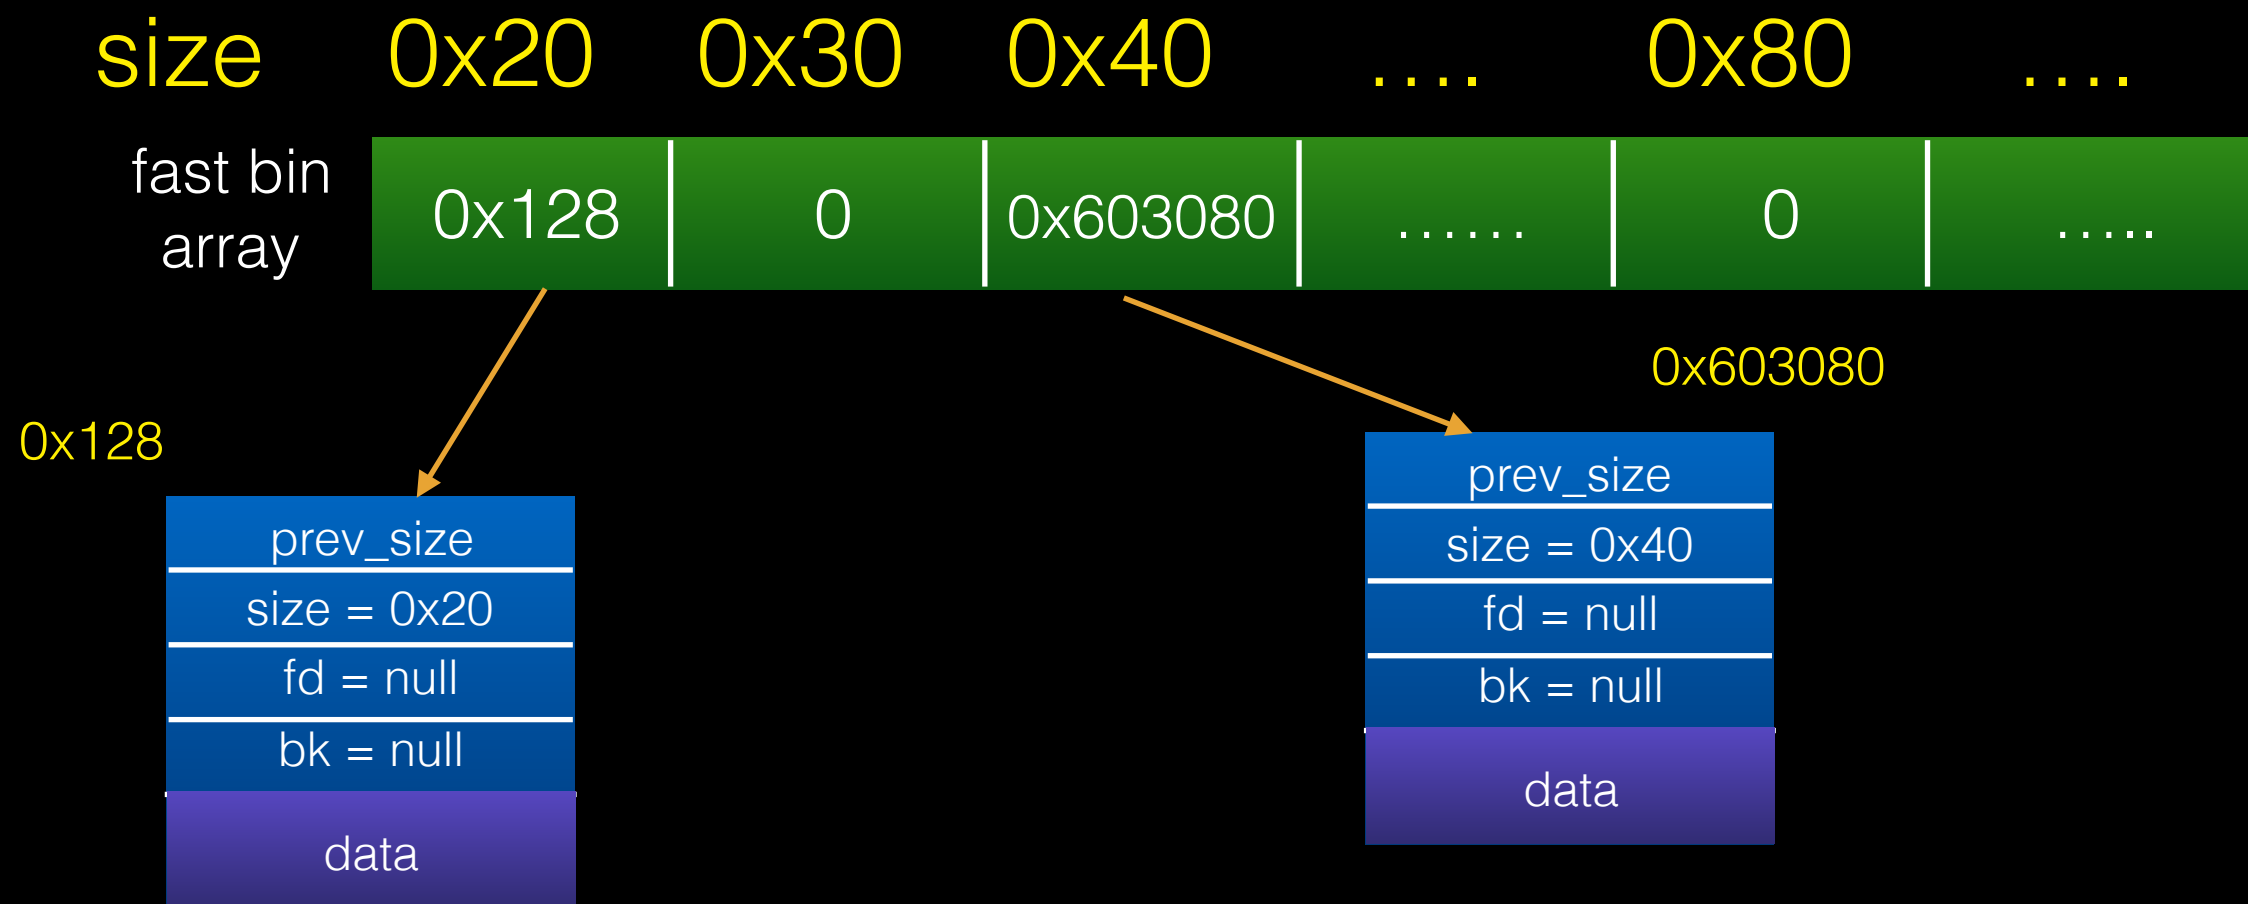 size 0x20 0x30 0x40 .... 0x80 ....
fast bin
array
0x128 0 0x603080 ...... 0 .....
0x603080
0x128
prev_size
size = 0x20
fd = null
bk = null
data
prev_size
size = 0x40
fd = null
bk = null
data